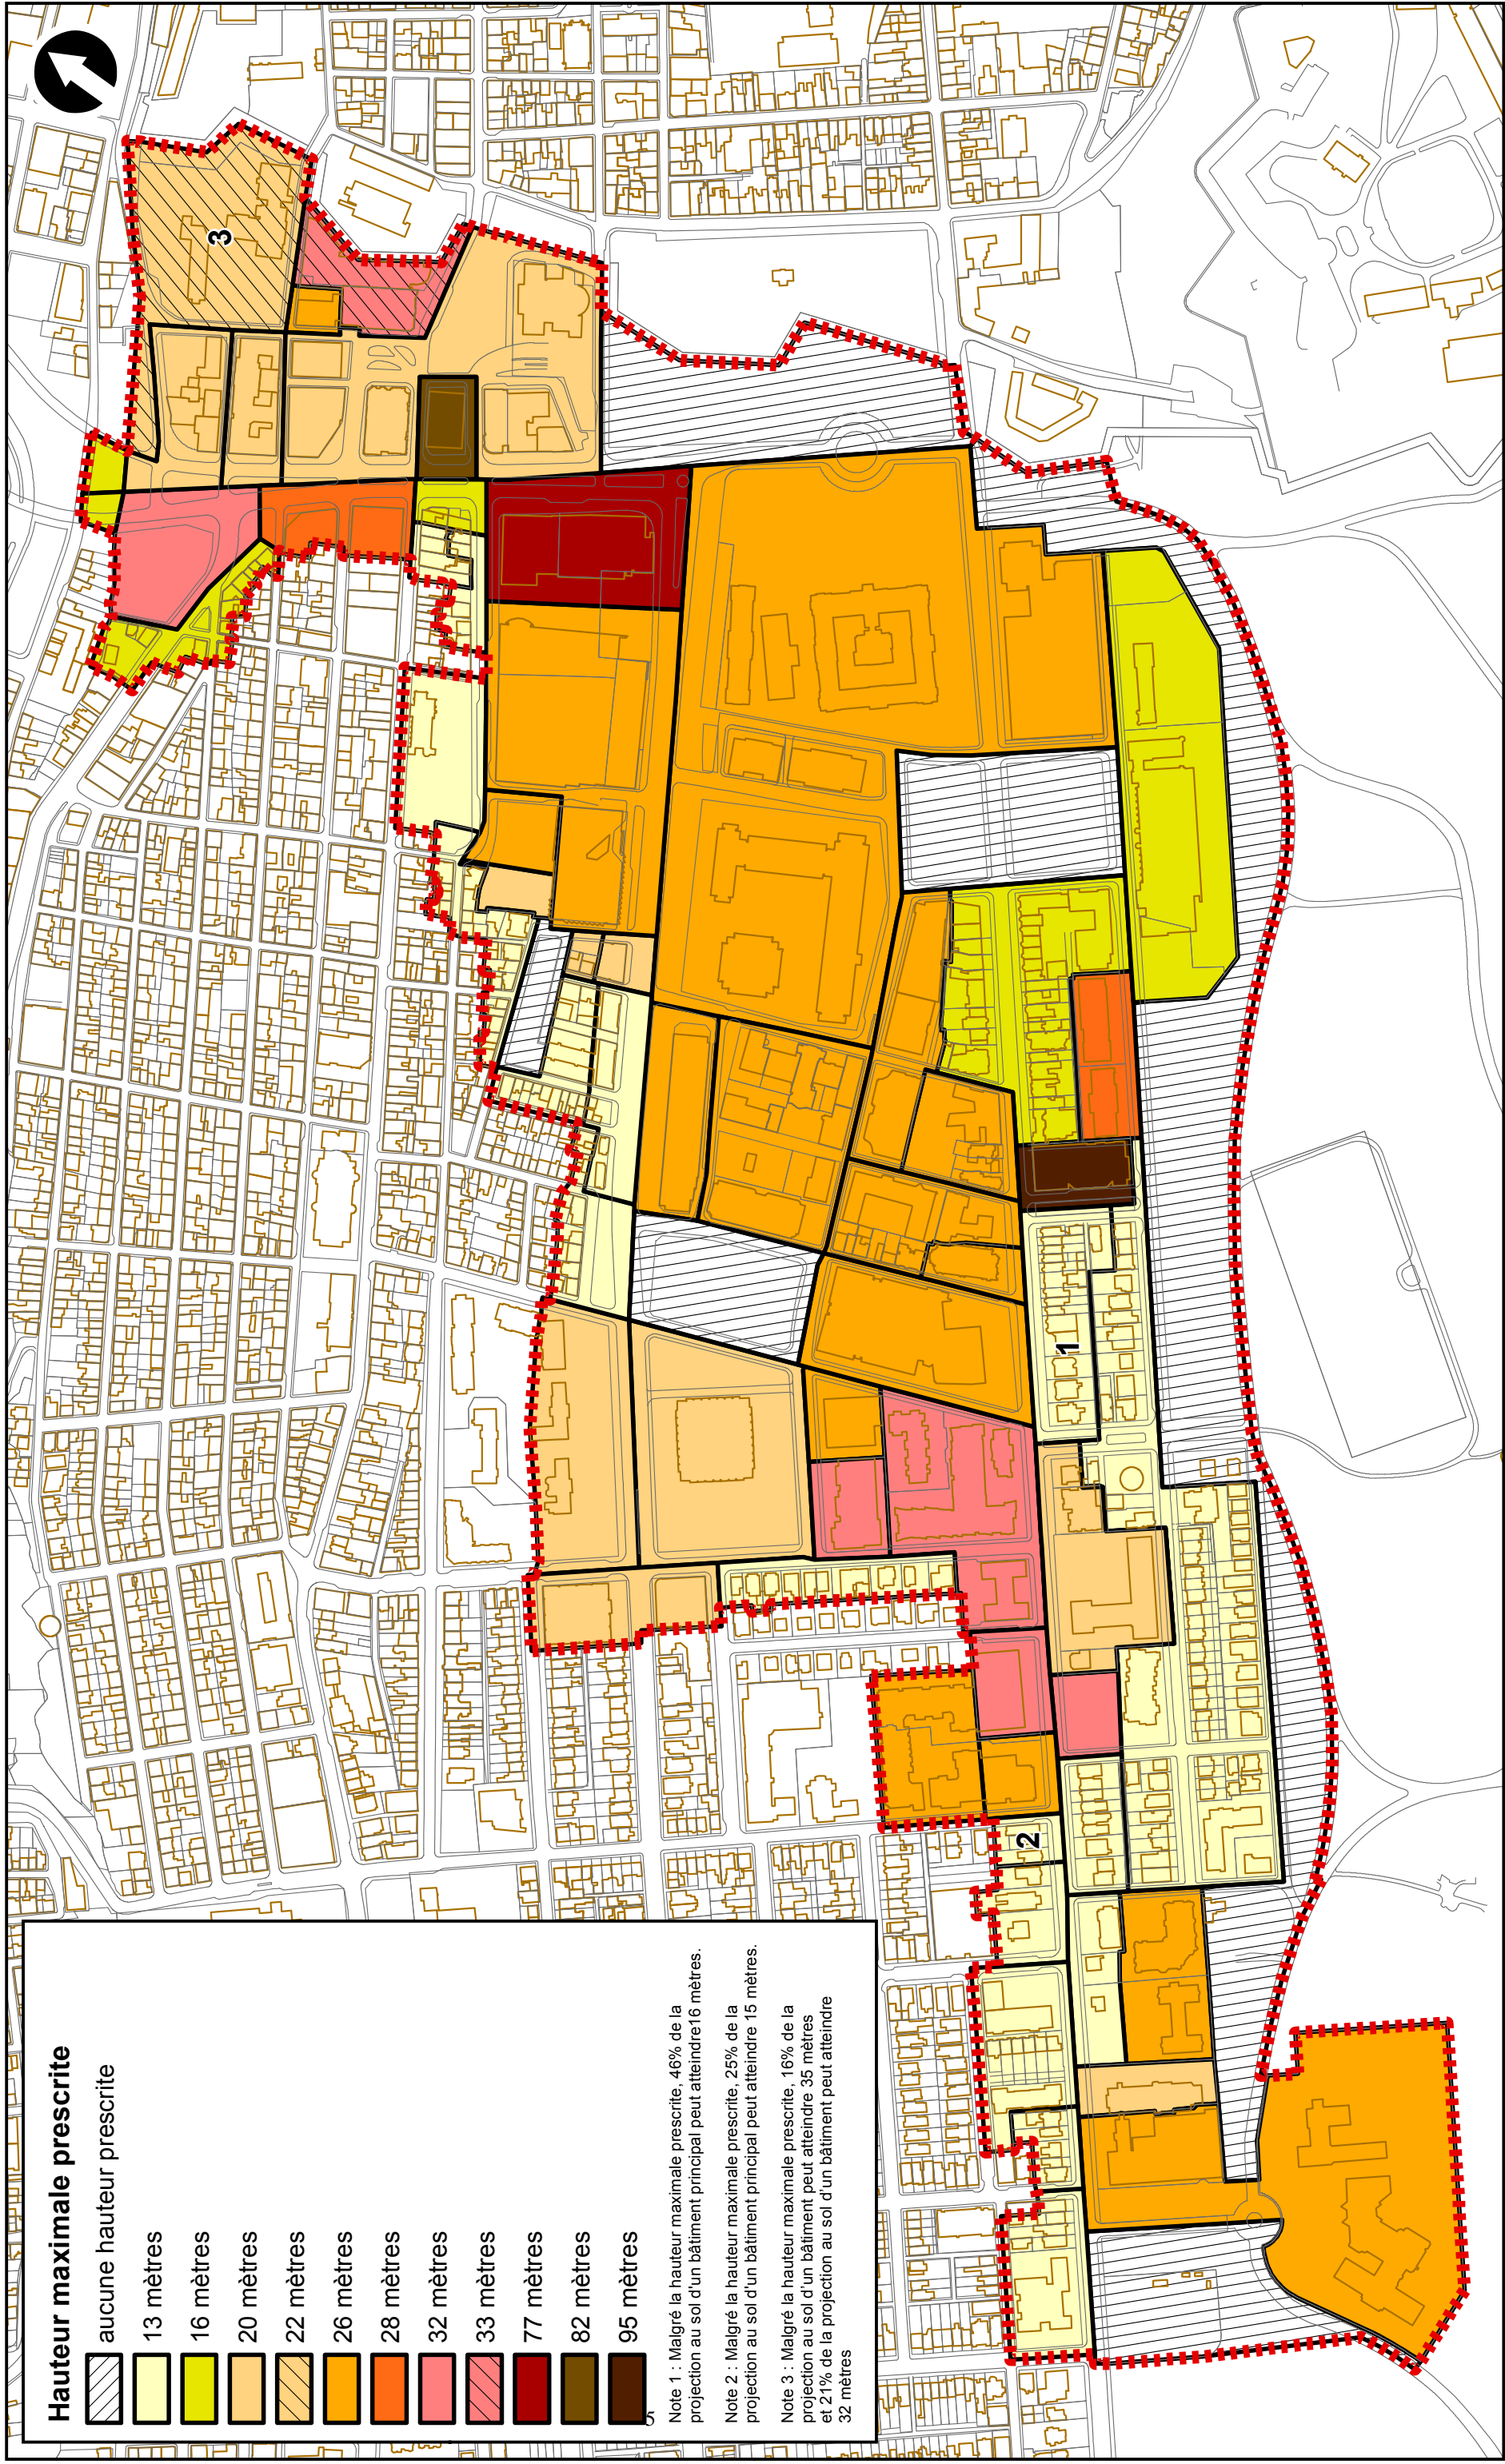 Hauteur maximale prescrite
aucune hauteur prescrite
13 mètres
16 mètres
20 mètres
22 mètres
26 mètres
28 mètres
32 mètres
33 mètres
77 mètres
82 mètres
95 mètres
Note 1 : Malgré la hauteur maximale prescrite, 46% de la
projection au sol d'un bâtiment principal peut atteindre16 mètres.
Note 2 : Malgré la hauteur maximale prescrite, 25% de la
projection au sol d'un bâtiment principal peut atteindre 15 mètres.
Note 3 : Malgré la hauteur maximale prescrite, 16% de la
projection au sol d'un bâtiment peut atteindre 35 mètres
et 21% de la projection au sol d'un bâtiment peut atteindre
32 mètres
3
1
2